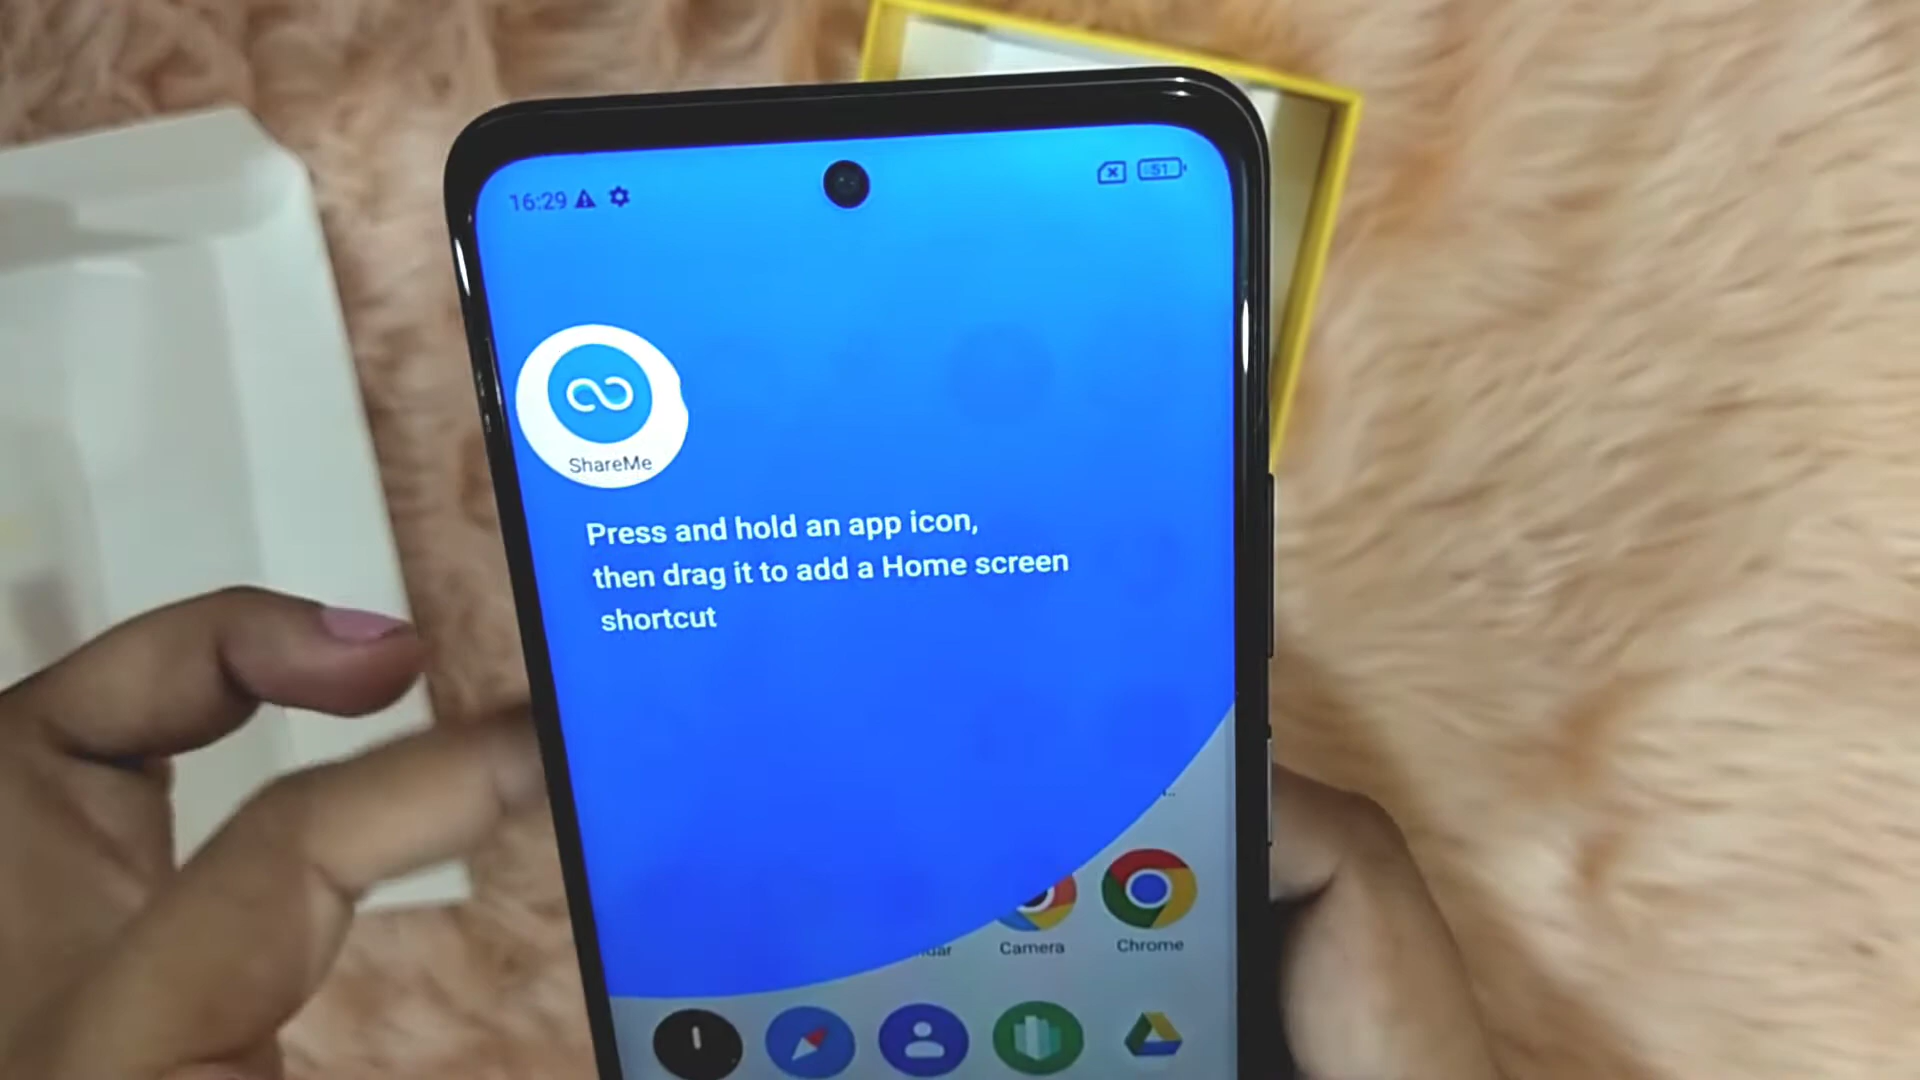 16:29
51
ShareMe
Press and hold an app icon,
then drag it to add a Home screen
shortcut
Camera
Chrome